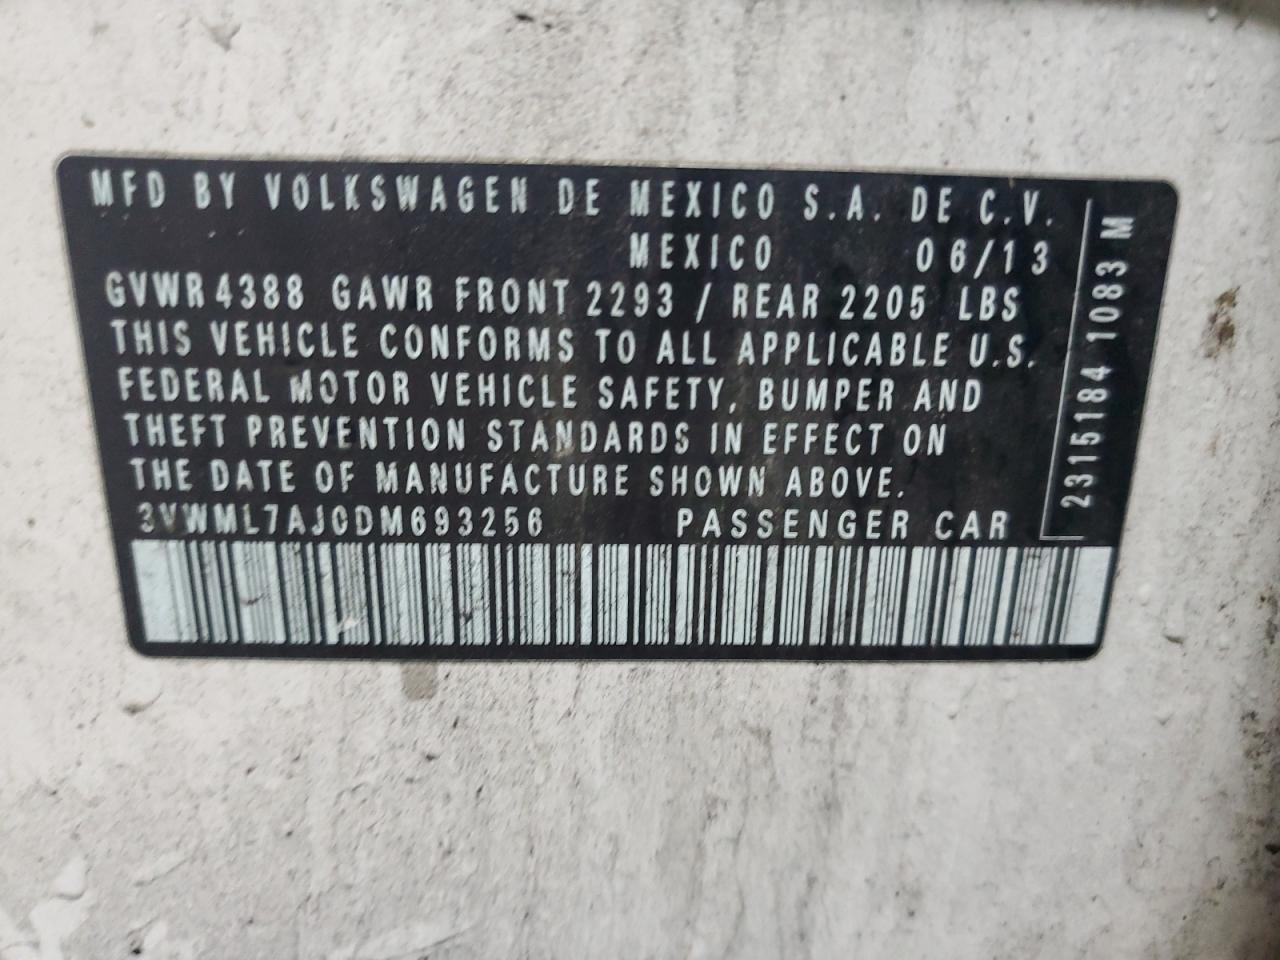 MFD BY VOLKSWAGEN DE MEXICO S.A. DE C.V.
MEXICO 06/13
GVWR 4388 GAWR FRONT 2293 / REAR 2205 LBS
THIS VEHICLE CONFORMS TO ALL APPLICABLE U.S.
FEDERAL MOTOR VEHICLE SAFETY, BUMPER AND
THEFT PREVENTION STANDARDS IN EFFECT ON
THE DATE OF MANUFACTURE SHOWN ABOVE.
3VWML7AJ0DM693256 PASSENGER CAR
2315184 1083 M